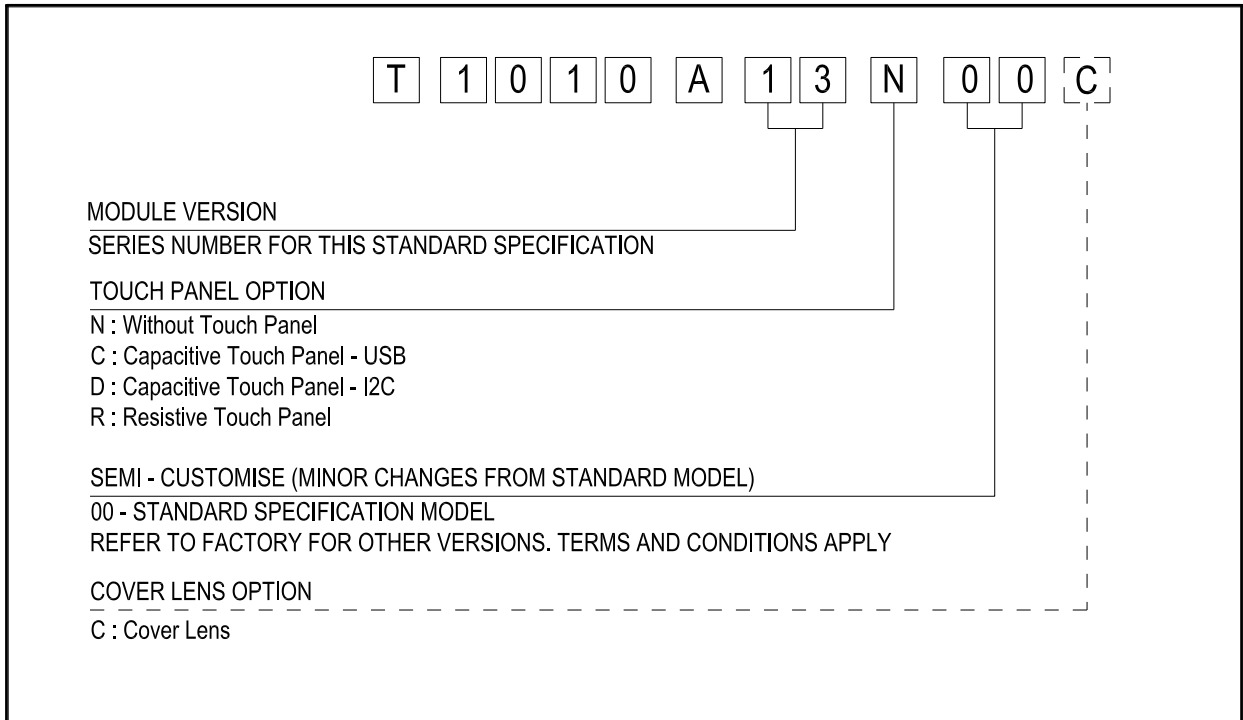 T 1 0 1 0 A 1 3 N 0 0 C
MODULE VERSION
SERIES NUMBER FOR THIS STANDARD SPECIFICATION
TOUCH PANEL OPTION
N : Without Touch Panel
C : Capacitive Touch Panel - USB
D : Capacitive Touch Panel - I2C
R : Resistive Touch Panel
SEMI - CUSTOMISE (MINOR CHANGES FROM STANDARD MODEL)
00 - STANDARD SPECIFICATION MODEL
REFER TO FACTORY FOR OTHER VERSIONS. TERMS AND CONDITIONS APPLY
COVER LENS OPTION
C : Cover Lens